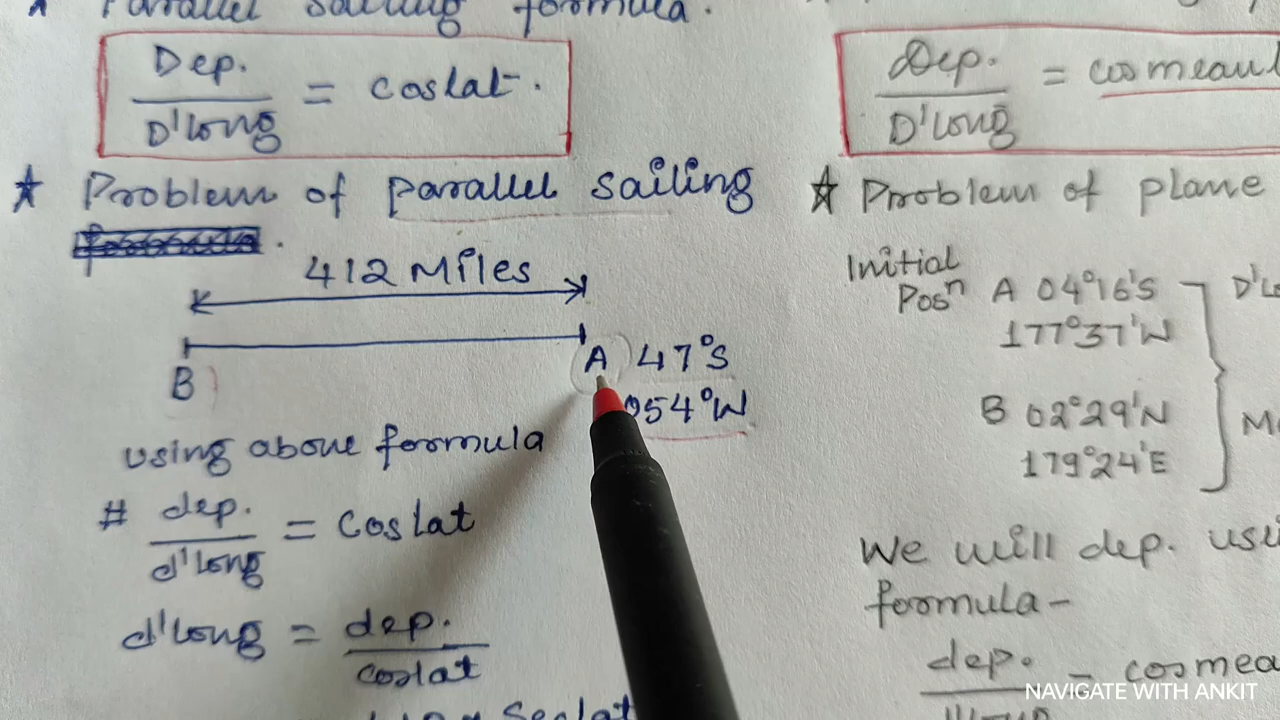 * Parallel sailing formula.
Dep.
D'long
= coslat.
* Problem of parallel sailing
412 Miles
B
A 47°S
054°W
using above formula
# dep.
d'long
= Coslat
d'long = dep.
coslat
Seclat
Dep.
D'Long
= cosmeanl
* Problem of plane
Initial
Posⁿ
A 04°16'S
177°37'W
B 02°29'N
179°24'E
D'L
M
We will dep. usi
formula-
dep.
= cosmea
NAVIGATE WITH ANKIT